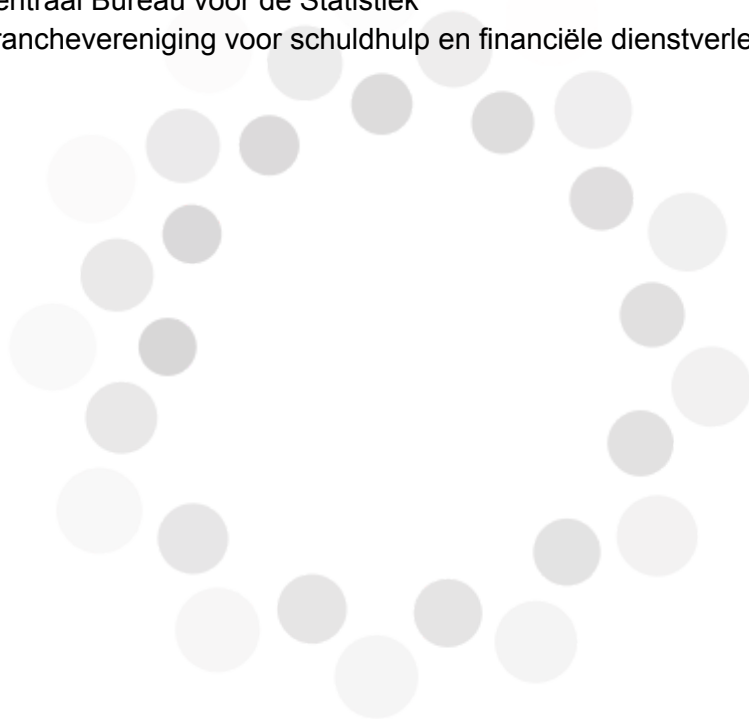 entraal Bureau voor de Statistiek
ranchevereniging voor schuldhulp en financiële dienstverle